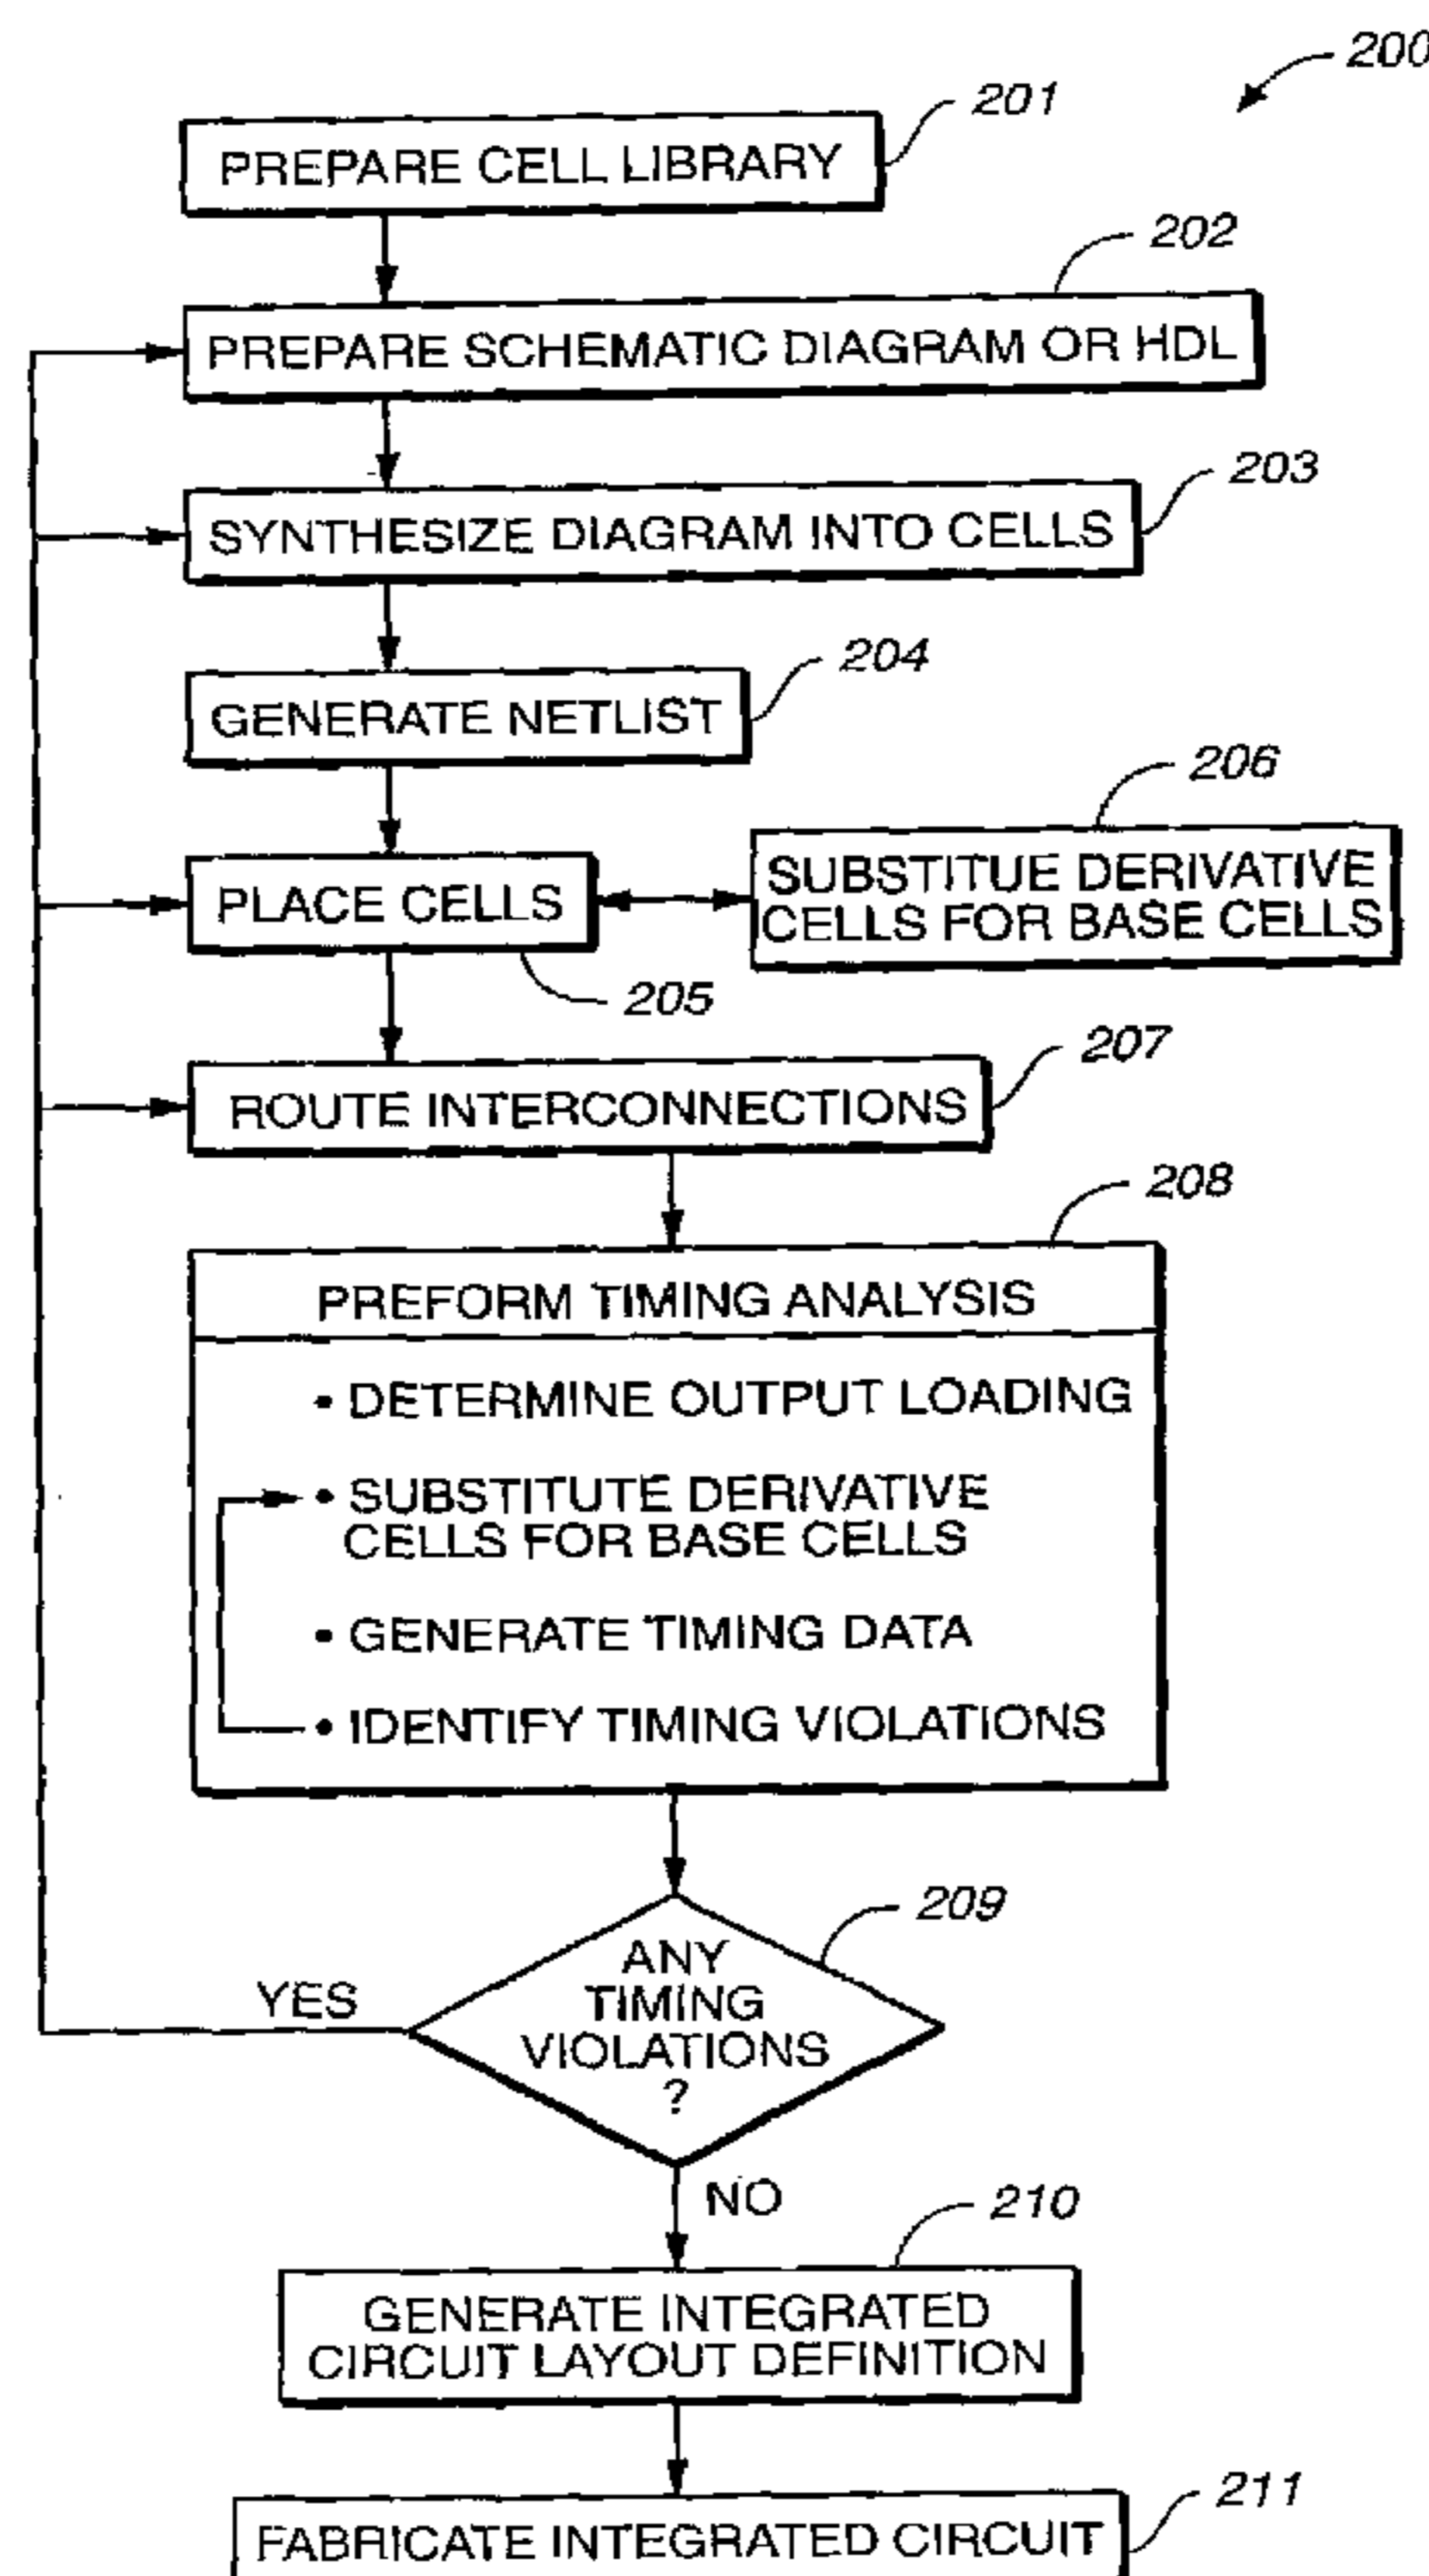 200
201
PREPARE CELL LIBRARY
202
PREPARE SCHEMATIC DIAGRAM OR HDL
203
SYNTHESIZE DIAGRAM INTO CELLS
204
GENERATE NETLIST
206
PLACE CELLS
SUBSTITUE DERIVATIVE
CELLS FOR BASE CELLS
205
207
ROUTE INTERCONNECTIONS
208
PREFORM TIMING ANALYSIS
• DETERMINE OUTPUT LOADING
• SUBSTITUTE DERIVATIVE
CELLS FOR BASE CELLS
• GENERATE TIMING DATA
• IDENTIFY TIMING VIOLATIONS
209
ANY
TIMING
VIOLATIONS
?
YES
NO
210
GENERATE INTEGRATED
CIRCUIT LAYOUT DEFINITION
211
FABRICATE INTEGRATED CIRCUIT